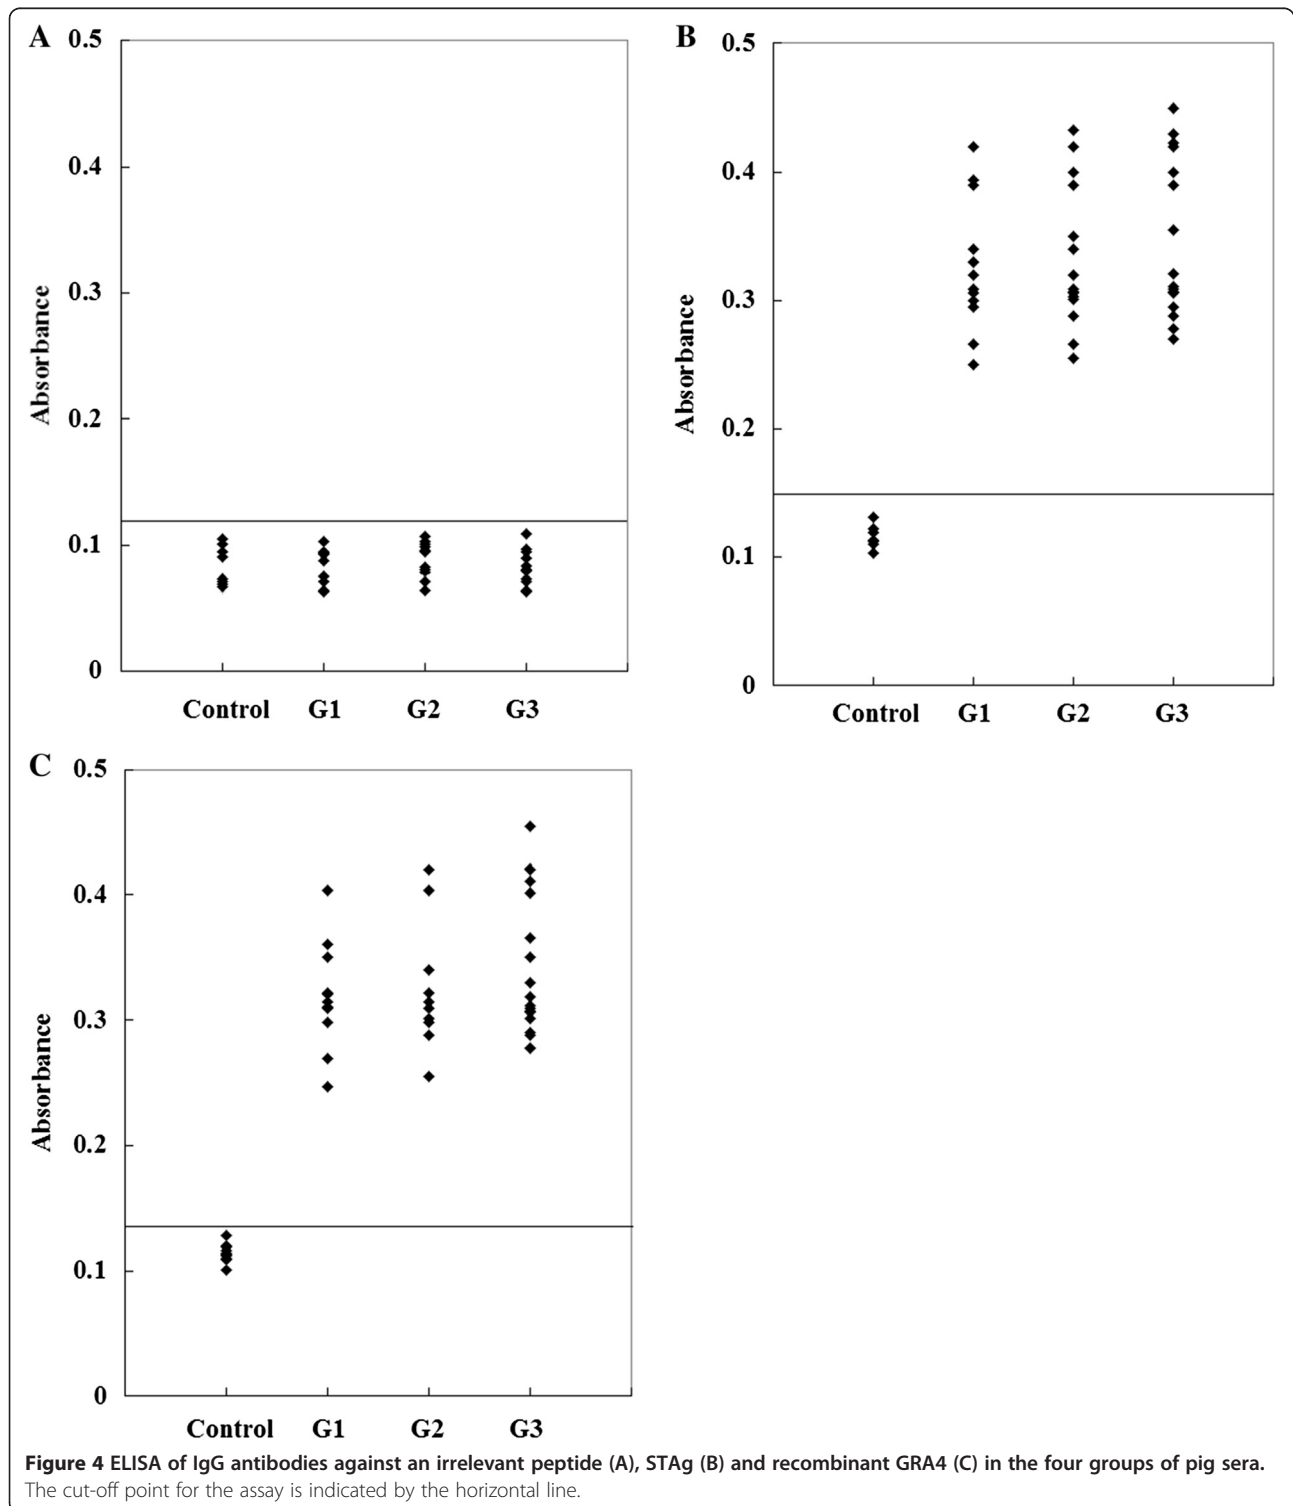 A
0.5
0.4
0.3
0.2
0.1
0
Absorbance
Control G1 G2 G3
B
0.5
0.4
0.3
0.2
0.1
0
Absorbance
Control G1 G2 G3
C
0.5
0.4
0.3
0.2
0.1
0
Absorbance
Control G1 G2 G3
Figure 4 ELISA of IgG antibodies against an irrelevant peptide (A), STAg (B) and recombinant GRA4 (C) in the four groups of pig sera.
The cut-off point for the assay is indicated by the horizontal line.